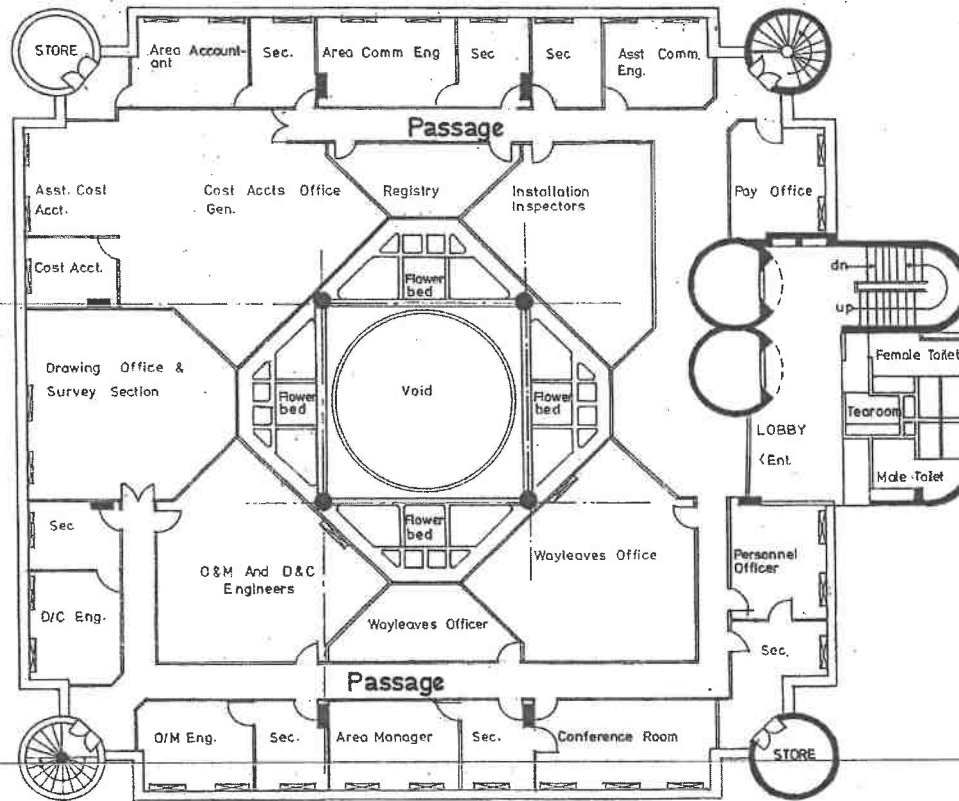 STORE
Area Account-
ant
Sec.
Area Comm Eng
Sec
Sec
Asst Comm.
Eng.
Passage
Asst. Cost
Acct.
Cost Accts Office
Gen.
Registry
Installation
Inspectors
Pay Office
Cost Acct.
Flower
bed
dn
up
Drawing Office &
Survey Section
Flower
bed
Void
Flower
bed
Female Toilet
Tearoom
LOBBY
<Ent.
Male Toilet
Flower
bed
Sec
O&M And D&C
Engineers
Wayleaves Office
Personnel
Officer
D/C Eng.
Wayleaves Officer
Sec.
Passage
O/M Eng.
Sec.
Area Manager
Sec.
Conference Room
STORE